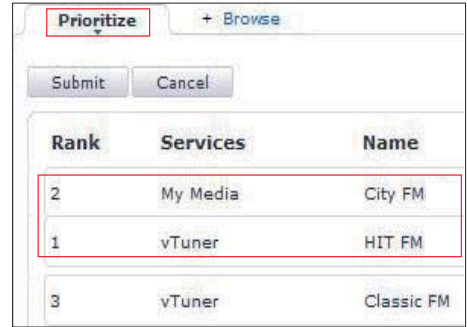 Prioritize + Browse
Submit Cancel
Rank Services Name
2 My Media City FM
1 vTuner HIT FM
3 vTuner Classic FM